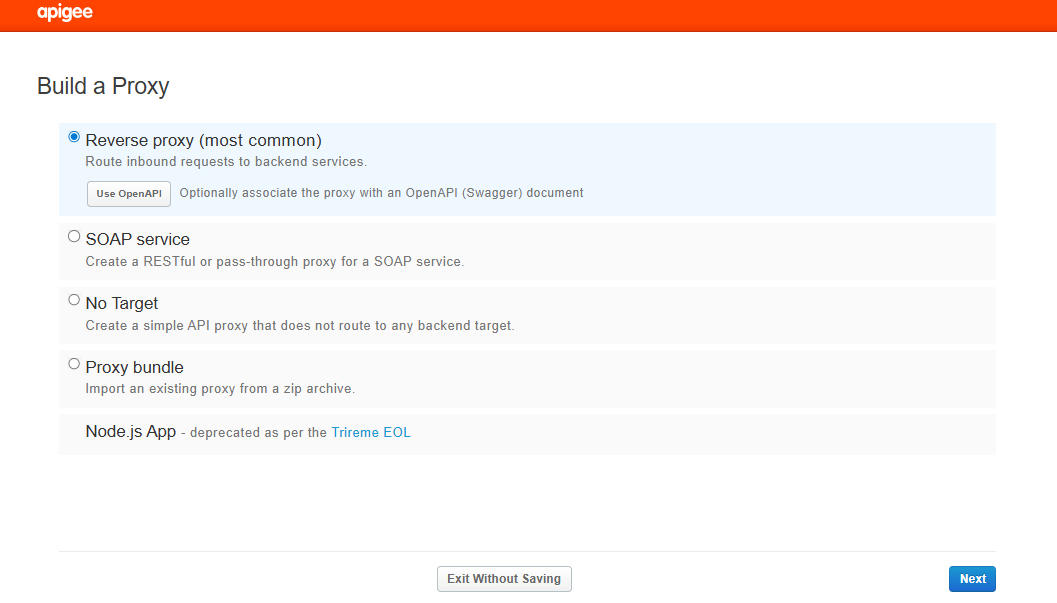 apigee
Build a Proxy
Reverse proxy (most common)
Route inbound requests to backend services.
Use OpenAPI Optionally associate the proxy with an OpenAPI (Swagger) document
SOAP service
Create a RESTful or pass-through proxy for a SOAP service.
No Target
Create a simple API proxy that does not route to any backend target.
Proxy bundle
Import an existing proxy from a zip archive.
Node.js App - deprecated as per the Trireme EOL
Exit Without Saving Next